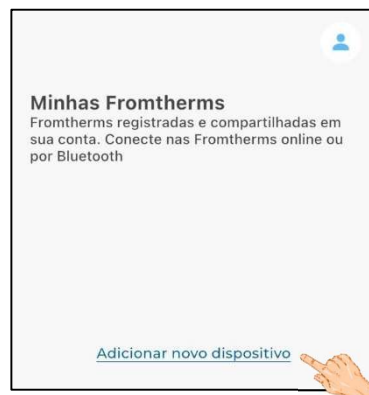 Minhas Fromtherms
Fromtherms registradas e compartilhadas em
sua conta. Conecte nas Fromtherms online ou
por Bluetooth
Adicionar novo dispositivo